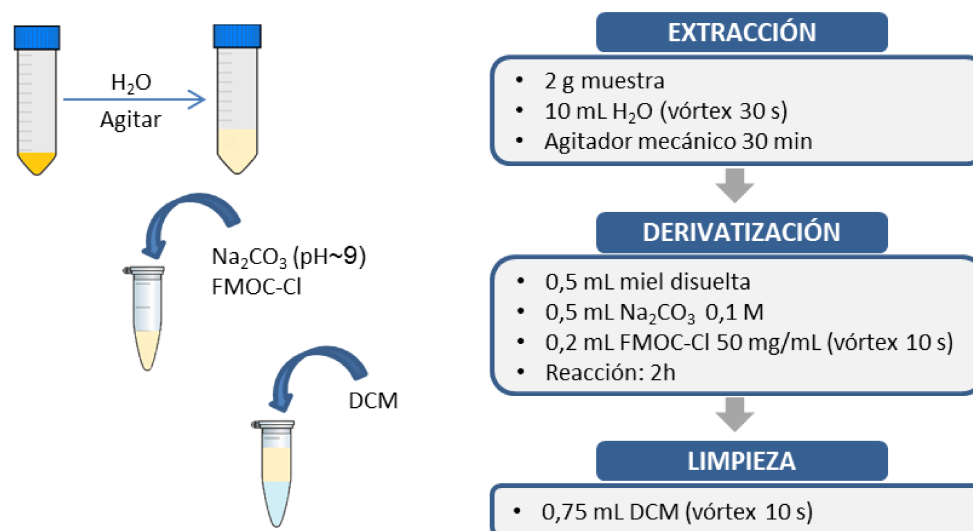 H₂O
Agitar
Na₂CO₃ (pH~9)
FMOC-Cl
DCM
EXTRACCIÓN
• 2 g muestra
• 10 mL H₂O (vórtex 30 s)
• Agitador mecánico 30 min
DERIVATIZACIÓN
• 0,5 mL miel disuelta
• 0,5 mL Na₂CO₃ 0,1 M
• 0,2 mL FMOC-Cl 50 mg/mL (vórtex 10 s)
• Reacción: 2h
LIMPIEZA
• 0,75 mL DCM (vórtex 10 s)